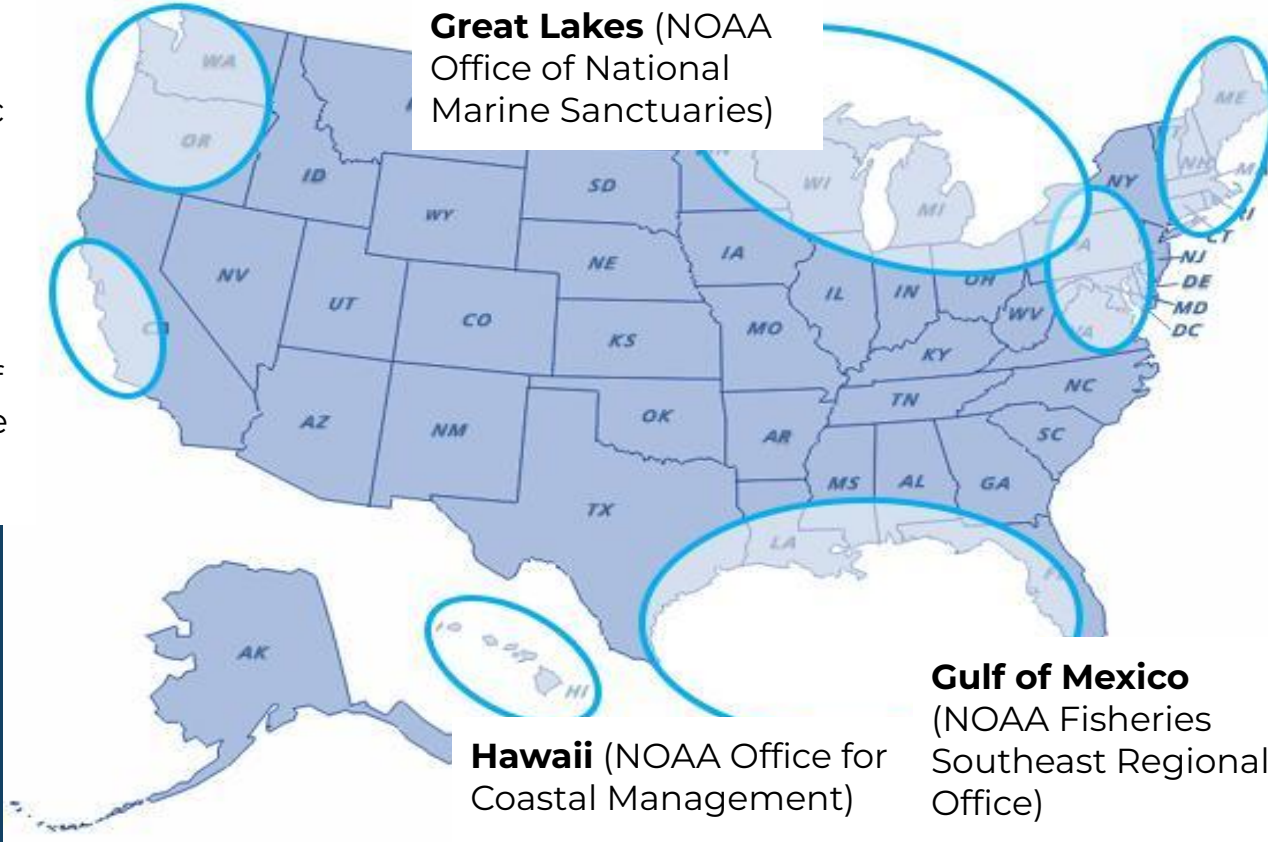 Great Lakes (NOAA
Office of National
Marine Sanctuaries)
WA
OR
ID
WY
SD
WI
MI
NY
ME
NH
RI
CT
NJ
DE
MD
DC
NV
UT
CO
NE
KS
IA
MO
IL
IN
OH
WV
KY
VA
AZ
NM
OK
AR
TN
NC
SC
TX
LA
MS
AL
GA
AK
HI
Hawaii (NOAA Office for
Coastal Management)
Gulf of Mexico
(NOAA Fisheries
Southeast Regional
Office)